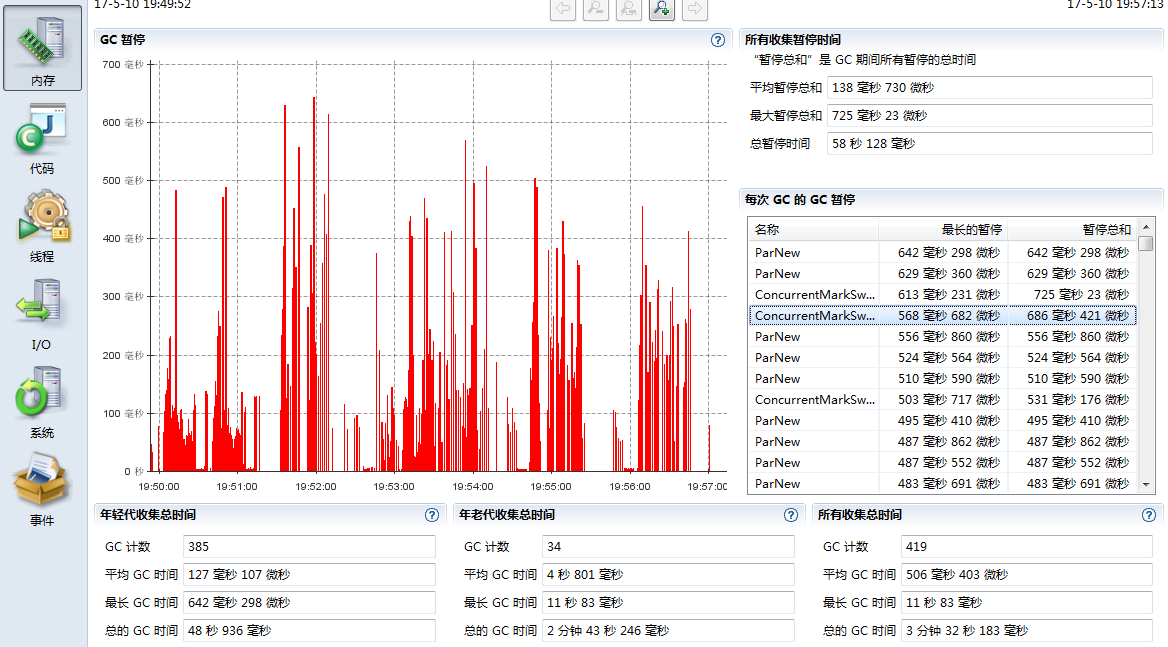 17-5-10 19:49:52
17-5-10 19:57:13
内存
代码
线程
I/O
系统
事件
GC 暂停
700 毫秒
600 毫秒
500 毫秒
400 毫秒
300 毫秒
200 毫秒
100 毫秒
0 秒
19:50:00 19:51:00 19:52:00 19:53:00 19:54:00 19:55:00 19:56:00 19:57:00
所有收集暂停时间
“暂停总和”是 GC 期间所有暂停的总时间
平均暂停总和 138 毫秒 730 微秒
最大暂停总和 725 毫秒 23 微秒
总暂停时间 58 秒 128 毫秒
每次 GC 的 GC 暂停
名称 最长的暂停 暂停总和
ParNew 642 毫秒 298 微秒 642 毫秒 298 微秒
ParNew 629 毫秒 360 微秒 629 毫秒 360 微秒
ConcurrentMarkSw... 613 毫秒 231 微秒 725 毫秒 23 微秒
ConcurrentMarkSw... 568 毫秒 682 微秒 686 毫秒 421 微秒
ParNew 556 毫秒 860 微秒 556 毫秒 860 微秒
ParNew 524 毫秒 564 微秒 524 毫秒 564 微秒
ParNew 510 毫秒 590 微秒 510 毫秒 590 微秒
ConcurrentMarkSw... 503 毫秒 717 微秒 531 毫秒 176 微秒
ParNew 495 毫秒 410 微秒 495 毫秒 410 微秒
ParNew 487 毫秒 862 微秒 487 毫秒 862 微秒
ParNew 487 毫秒 552 微秒 487 毫秒 552 微秒
ParNew 483 毫秒 691 微秒 483 毫秒 691 微秒
年轻代收集总时间
GC 计数 385
平均 GC 时间 127 毫秒 107 微秒
最长 GC 时间 642 毫秒 298 微秒
总的 GC 时间 48 秒 936 毫秒
年老代收集总时间
GC 计数 34
平均 GC 时间 4 秒 801 毫秒
最长 GC 时间 11 秒 83 毫秒
总的 GC 时间 2 分钟 43 秒 246 毫秒
所有收集总时间
GC 计数 419
平均 GC 时间 506 毫秒 403 微秒
最长 GC 时间 11 秒 83 毫秒
总的 GC 时间 3 分钟 32 秒 183 毫秒